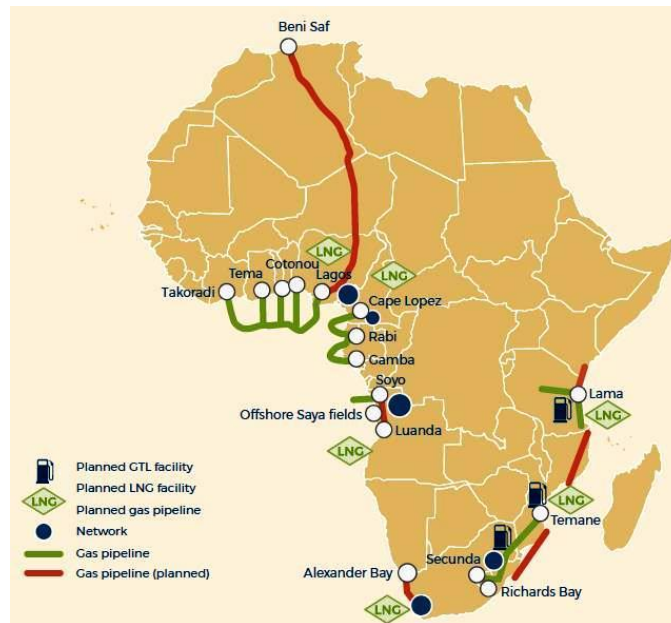 Beni Saf
LNG
Cotonou
Tema
Lagos
LNG
Takoradi
Cape Lopez
Rabi
Gamba
Soyo
Lama
Offshore Saya fields
LNG
Luanda
LNG
Planned GTL facility
LNG
Planned LNG facility
LNG
Planned gas pipeline
Temane
Network
Secunda
Gas pipeline
Alexander Bay
Gas pipeline (planned)
Richards Bay
LNG